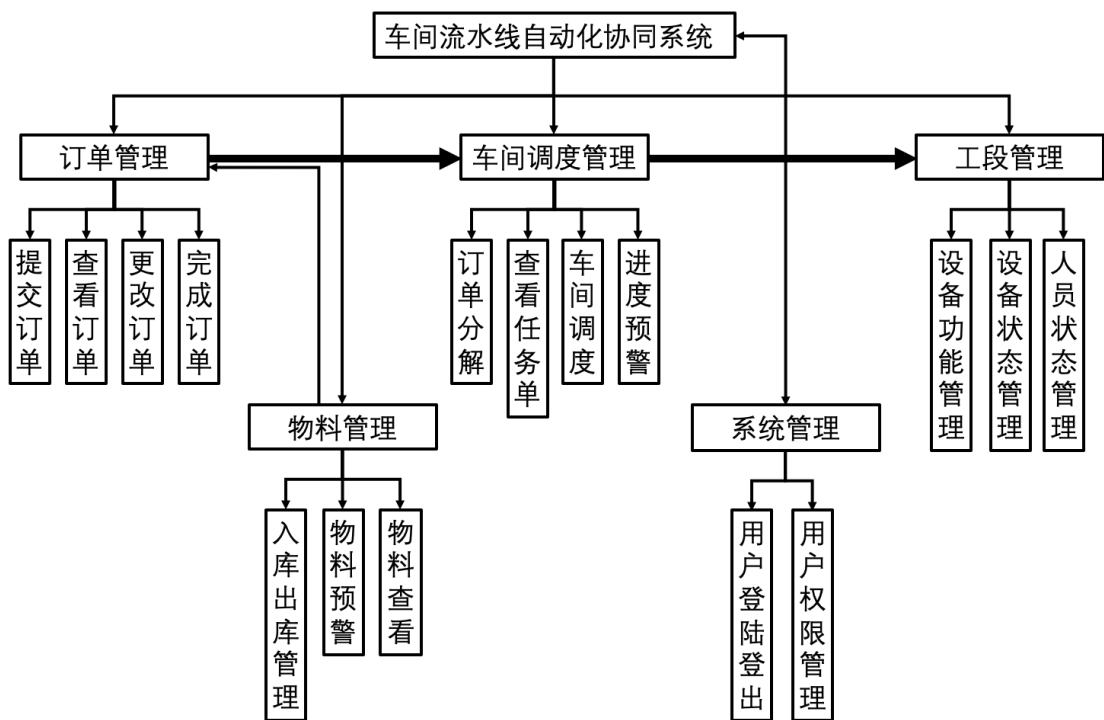 车间流水线自动化协同系统
订单管理
车间调度管理
工段管理
提交订单
查看订单
更改订单
完成订单
订单分解
查看任务单
车间调度
进度预警
设备功能管理
设备状态管理
人员状态管理
物料管理
系统管理
入库出库管理
物料预警
物料查看
用户登陆登出
用户权限管理